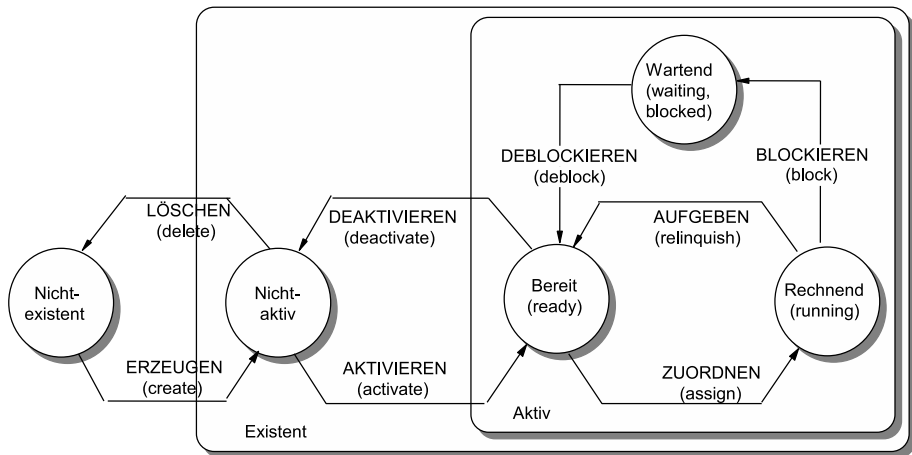 Wartend
(waiting,
blocked)
DEBLOCKIEREN
(deblock)
BLOCKIEREN
(block)
LÖSCHEN
(delete)
DEAKTIVIEREN
(deactivate)
AUFGEBEN
(relinquish)
Nicht-
existent
Nicht-
aktiv
Bereit
(ready)
Rechnend
(running)
ERZEUGEN
(create)
AKTIVIEREN
(activate)
ZUORDNEN
(assign)
Aktiv
Existent